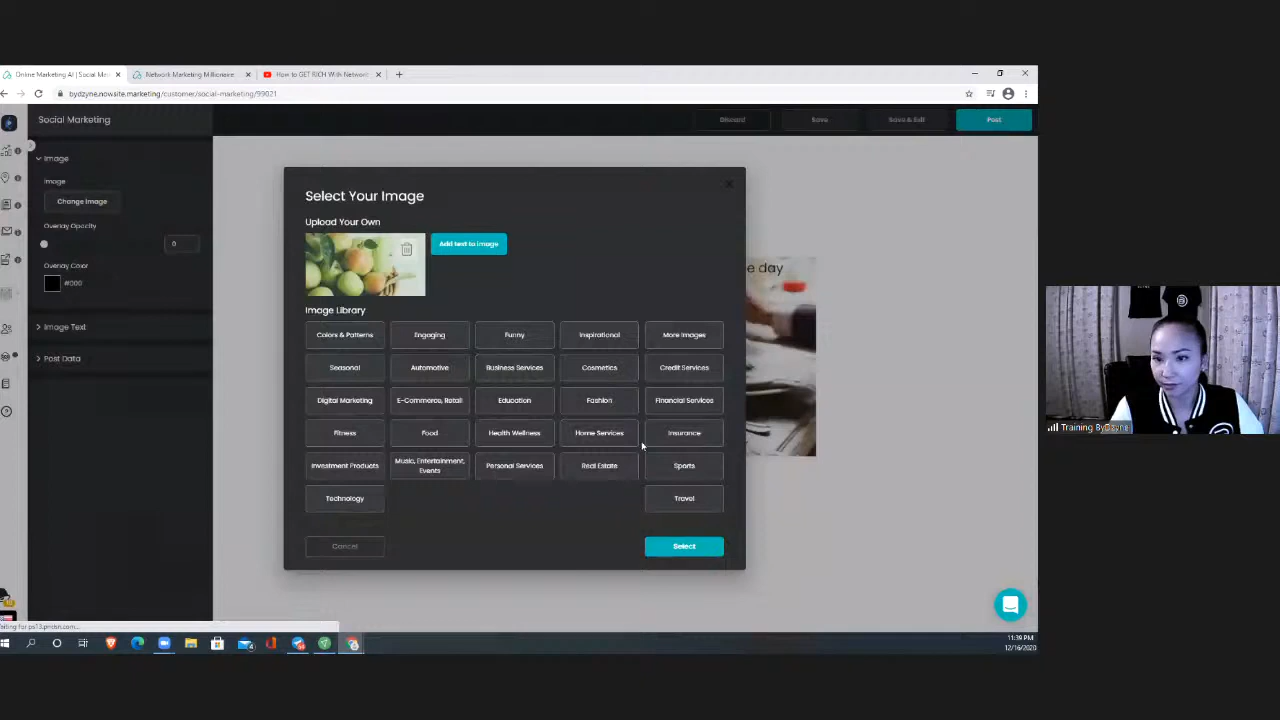 Online Marketing AI | Social Ma
Network Marketing Millionaire
How to GET RICH With Network
bydzyne.nowsite.marketing/customer/social-marketing/99021
Social Marketing
Discard
Save
Save & Exit
Post
Image
Image
Change Image
Overlay Opacity
0
Overlay Color
#000
Image Text
Post Data
Select Your Image
Upload Your Own
Add text to image
e day
Image Library
Colors & Patterns
Engaging
Funny
Inspirational
More Images
Seasonal
Automotive
Business Services
Cosmetics
Credit Services
Digital Marketing
E-Commerce, Retail
Education
Fashion
Financial Services
Fitness
Food
Health Wellness
Home Services
Insurance
Investment Products
Music, Entertainment,
Events
Personal Services
Real Estate
Sports
Technology
Travel
Cancel
Select
Training ByDzyne
11:39 PM
12/16/2020